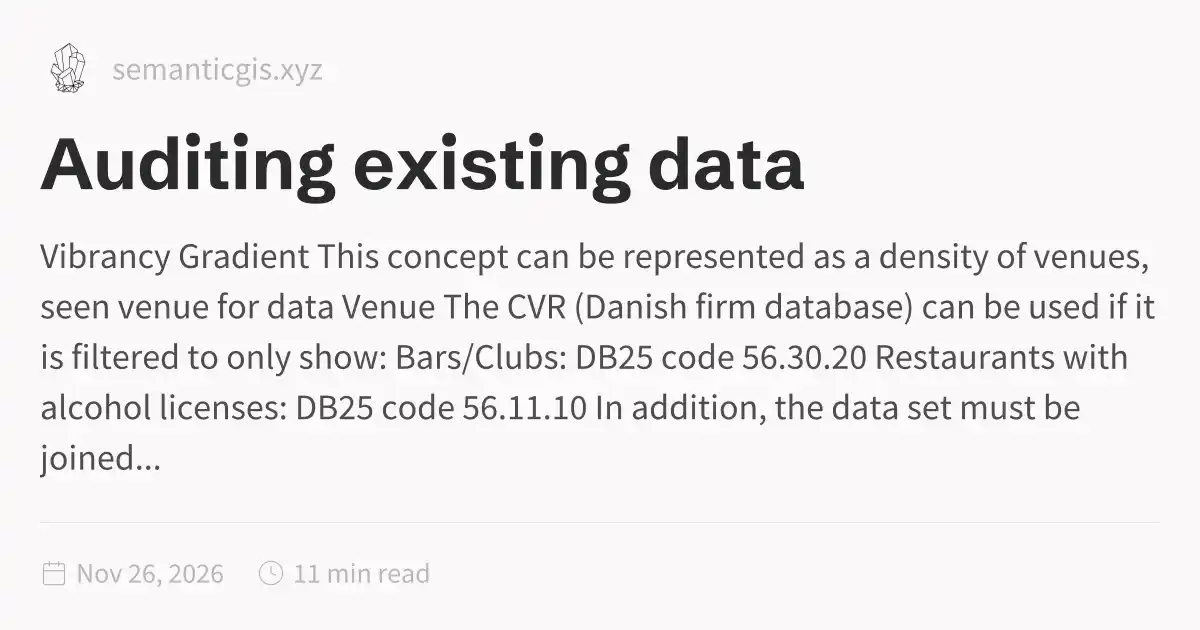 semanticgis.xyz
Auditing existing data
Vibrancy Gradient This concept can be represented as a density of venues,
seen venue for data Venue The CVR (Danish firm database) can be used if it
is filtered to only show: Bars/Clubs: DB25 code 56.30.20 Restaurants with
alcohol licenses: DB25 code 56.11.10 In addition, the data set must be
joined...
Nov 26, 2026 11 min read